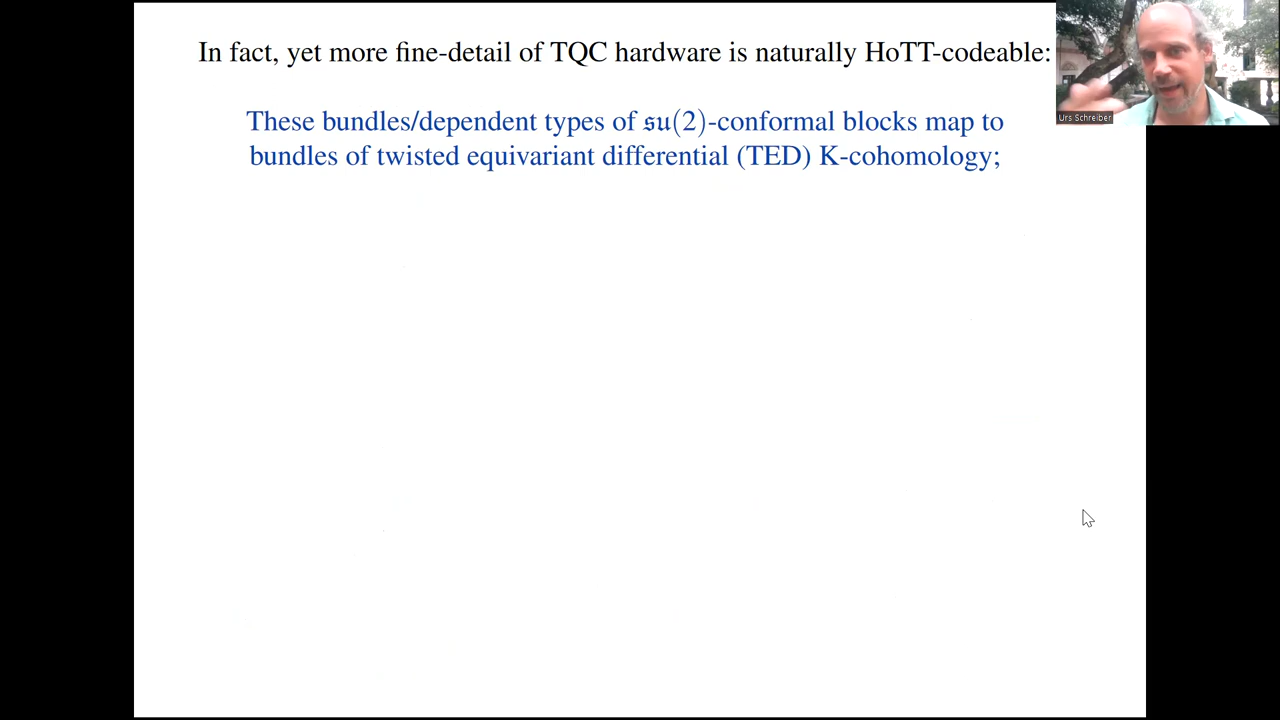 In fact, yet more fine-detail of TQC hardware is naturally HoTT-codeable:
Urs Schreiber
These bundles/dependent types of 𝔰𝔲(2)-conformal blocks map to
bundles of twisted equivariant differential (TED) K-cohomology;